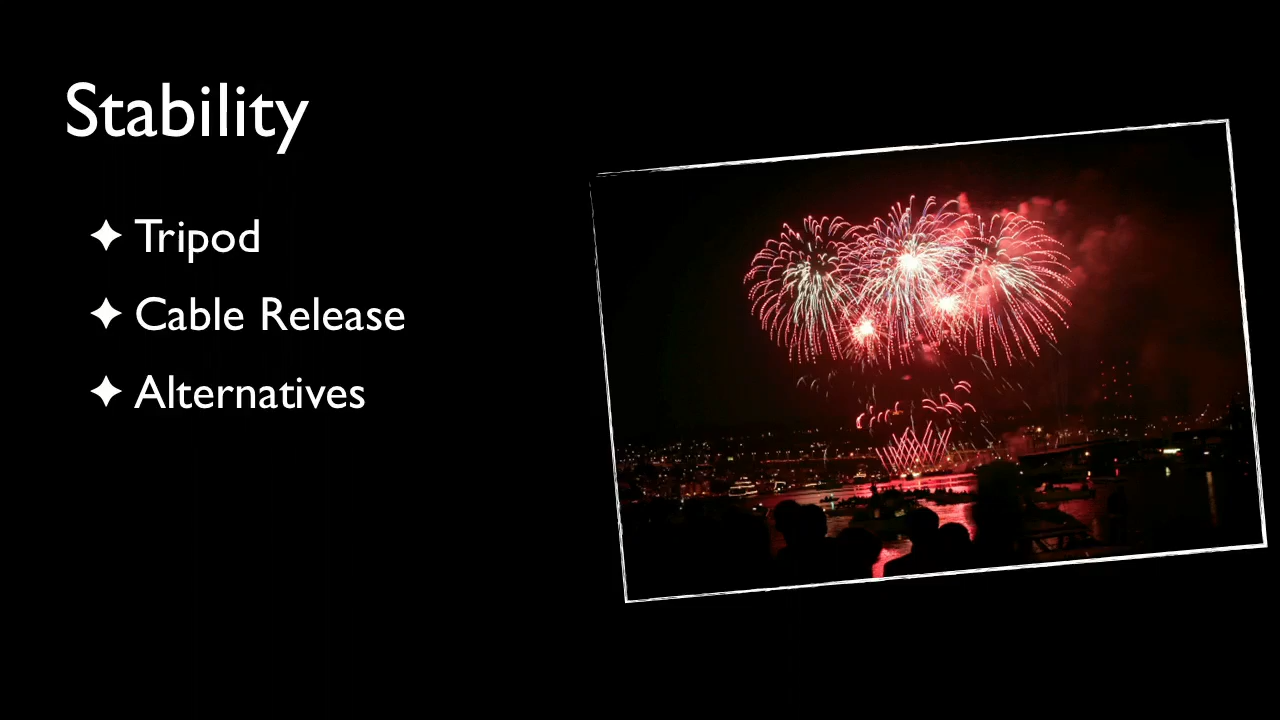 Stability
✦ Tripod
✦ Cable Release
✦ Alternatives